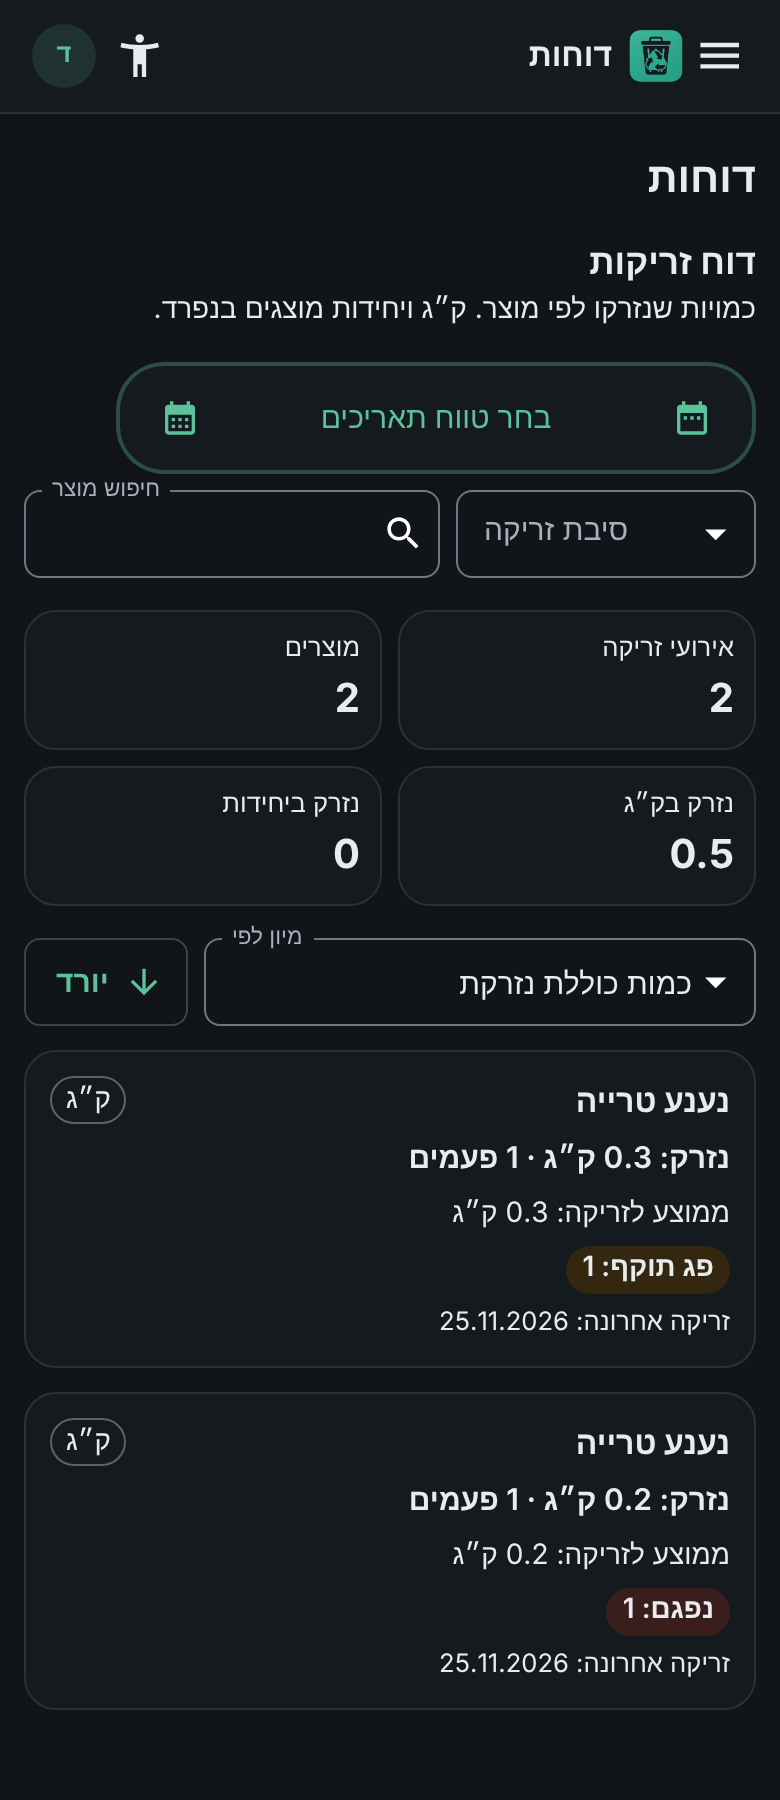 דוחות
ד
דוחות
דוח זריקות
כמויות שנזרקו לפי מוצר. ק״ג ויחידות מוצגים בנפרד.
בחר טווח תאריכים
סיבת זריקה
חיפוש מוצר
אירועי זריקה
2
מוצרים
2
נזרק בק״ג
0.5
נזרק ביחידות
0
מיון לפי
כמות כוללת נזרקת
יורד
נענע טרייה
ק״ג
נזרק: 0.3 ק״ג · 1 פעמים
ממוצע לזריקה: 0.3 ק״ג
פג תוקף: 1
זריקה אחרונה: 25.11.2026
נענע טרייה
ק״ג
נזרק: 0.2 ק״ג · 1 פעמים
ממוצע לזריקה: 0.2 ק״ג
נפגם: 1
זריקה אחרונה: 25.11.2026